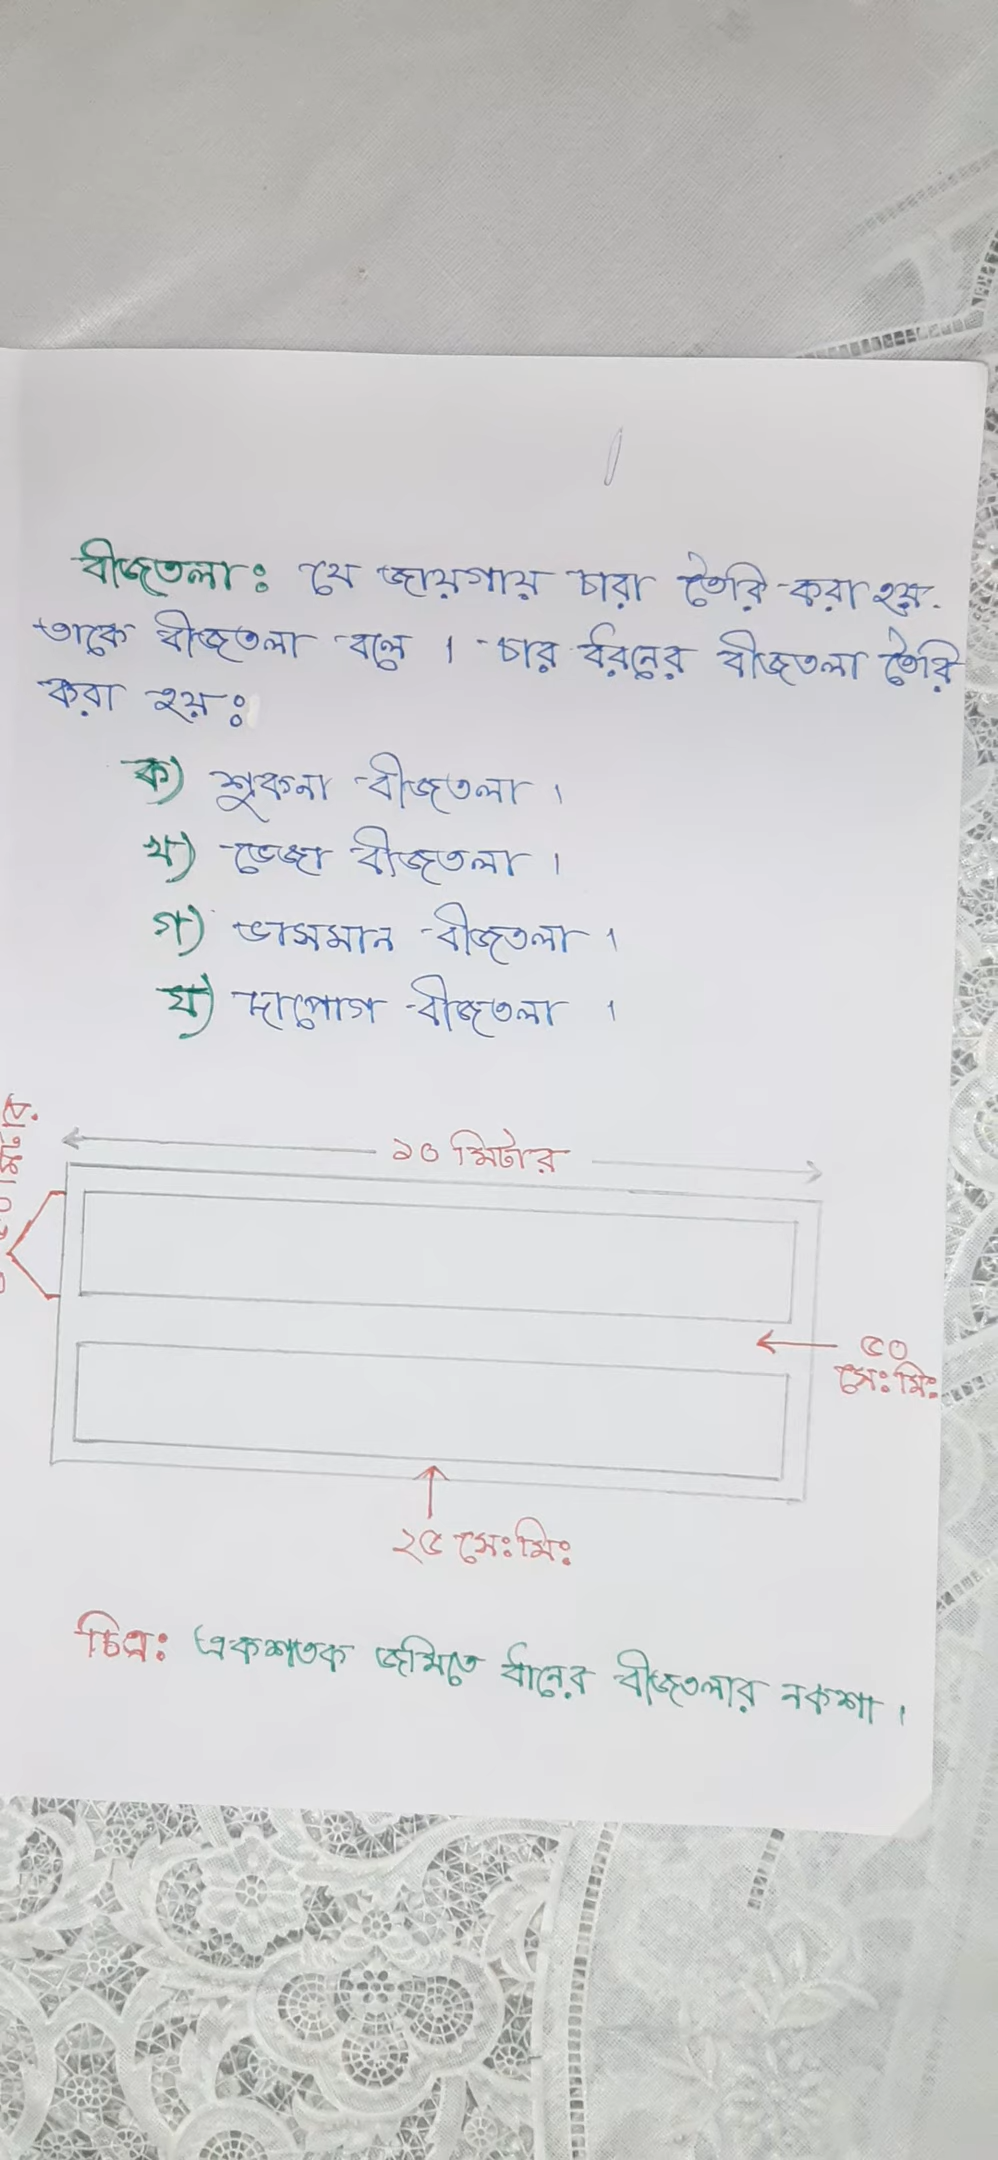 বীজতলা: যে জায়গায় চারা তৈরি করা হয়.
তাকে বীজতলা বলে । চার ধরনের বীজতলা তৈরি
করা হয়:
ক) শুকনা বীজতলা ।
খ) ভেজা বীজতলা ।
গ) ভাসমান বীজতলা ।
ঘ) দাপোগ বীজতলা ।
১০ মিটার
৫০
সে: মি:
২৫ সে: মি:
চিত্র: একশতক জমিতে ধানের বীজতলার নকশা ।